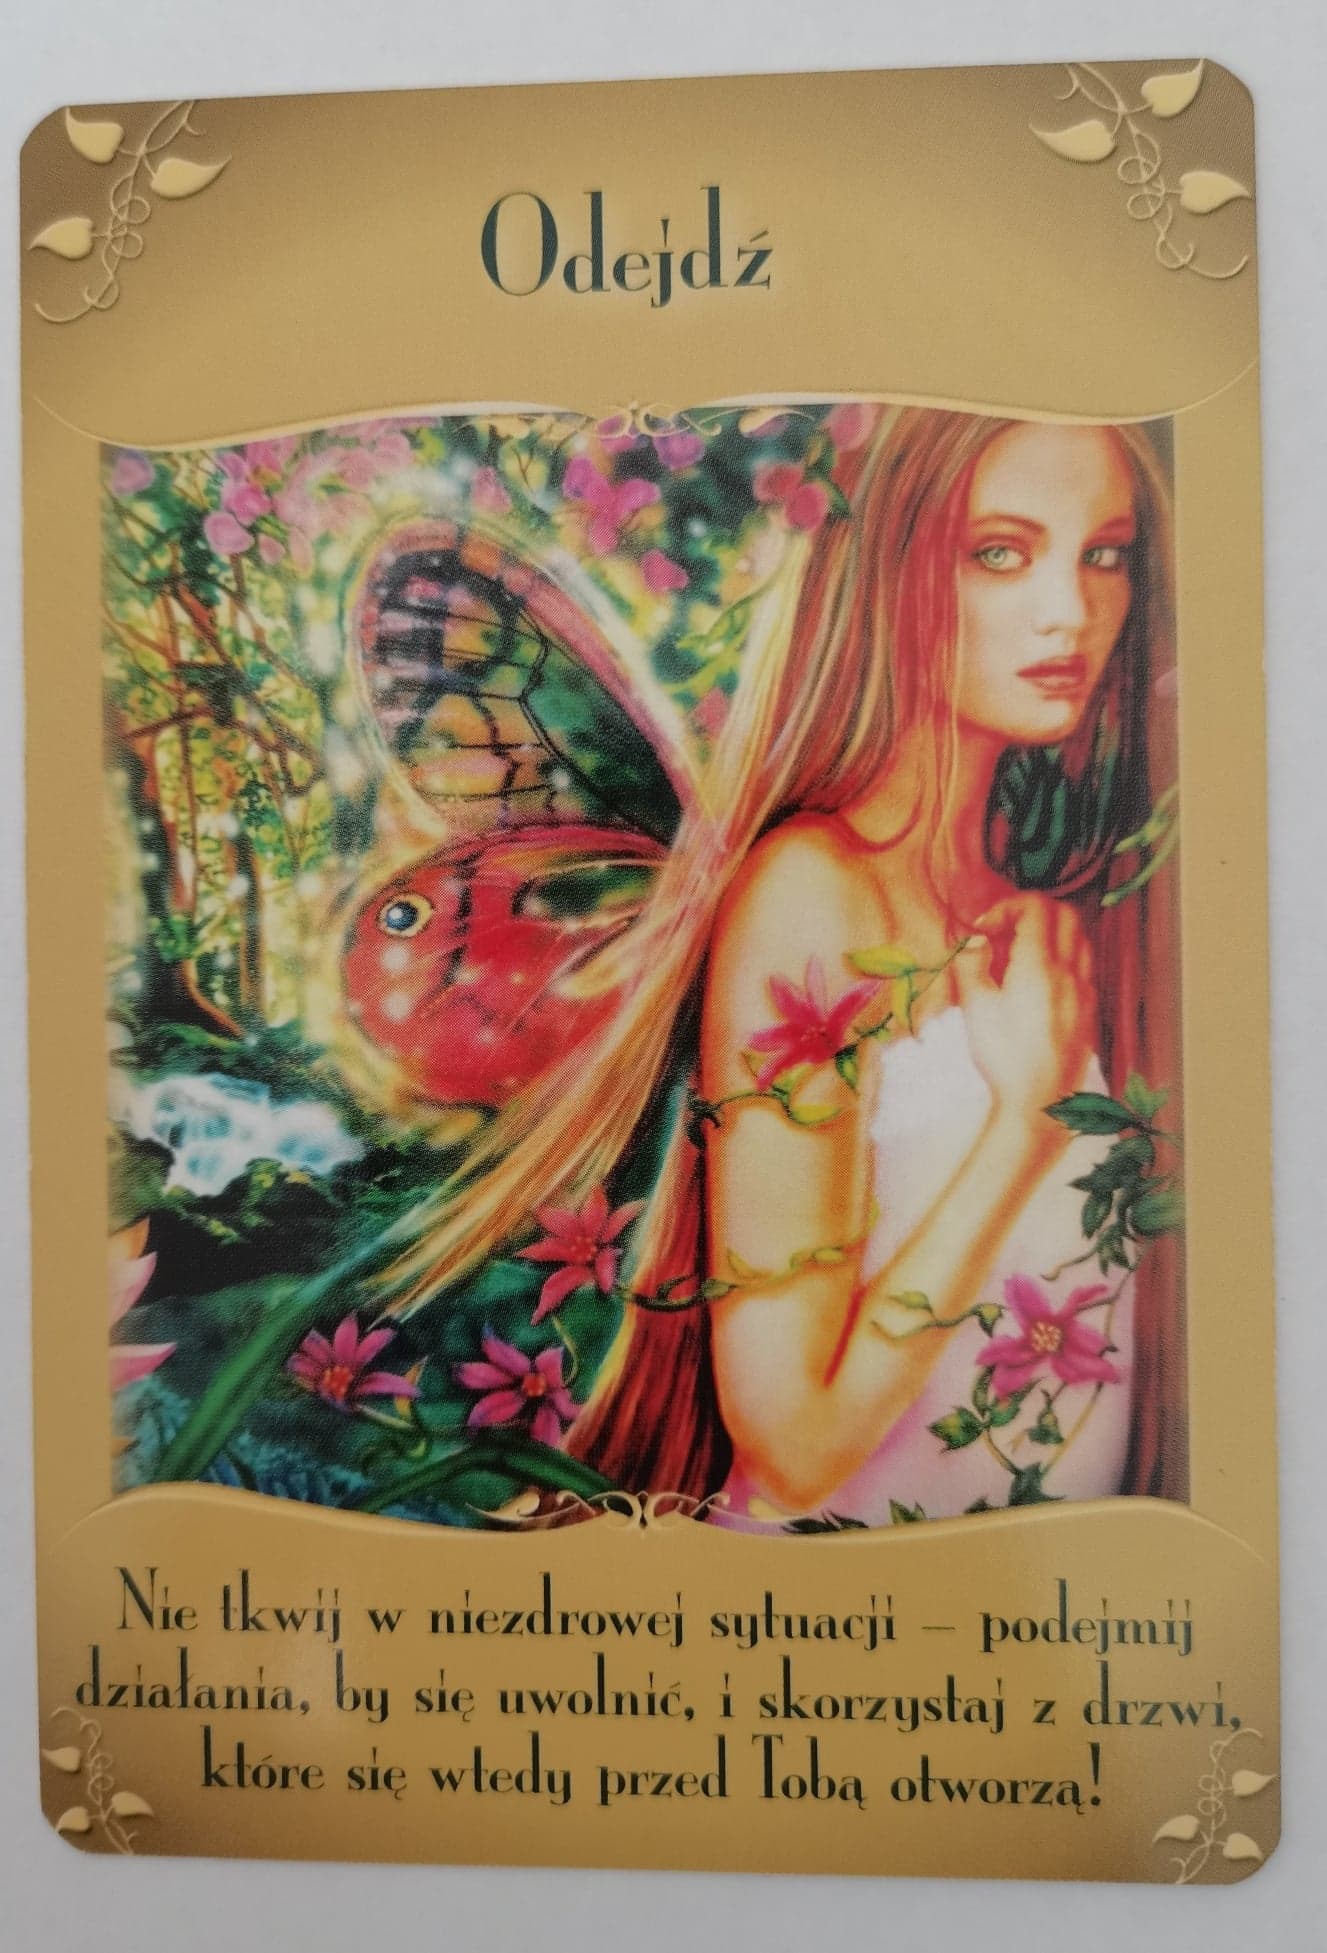 Odejdź
Nie tkwij w niezdrowej sytuacji – podejmij
działania, by się uwolnić, i skorzystaj z drzwi,
które się wtedy przed Tobą otworzą!